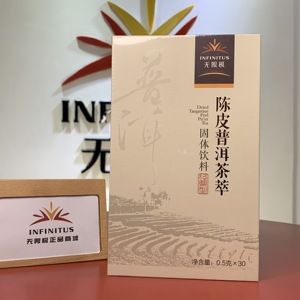 INFINITUS
无限极
INFINITUS
无限极
普洱
陈皮普洱茶萃
Dried
Tangerine
Peel
Pu'er
Tea
固体饮料
净含量：0.5克×30
INFINITUS
无限极正品商城